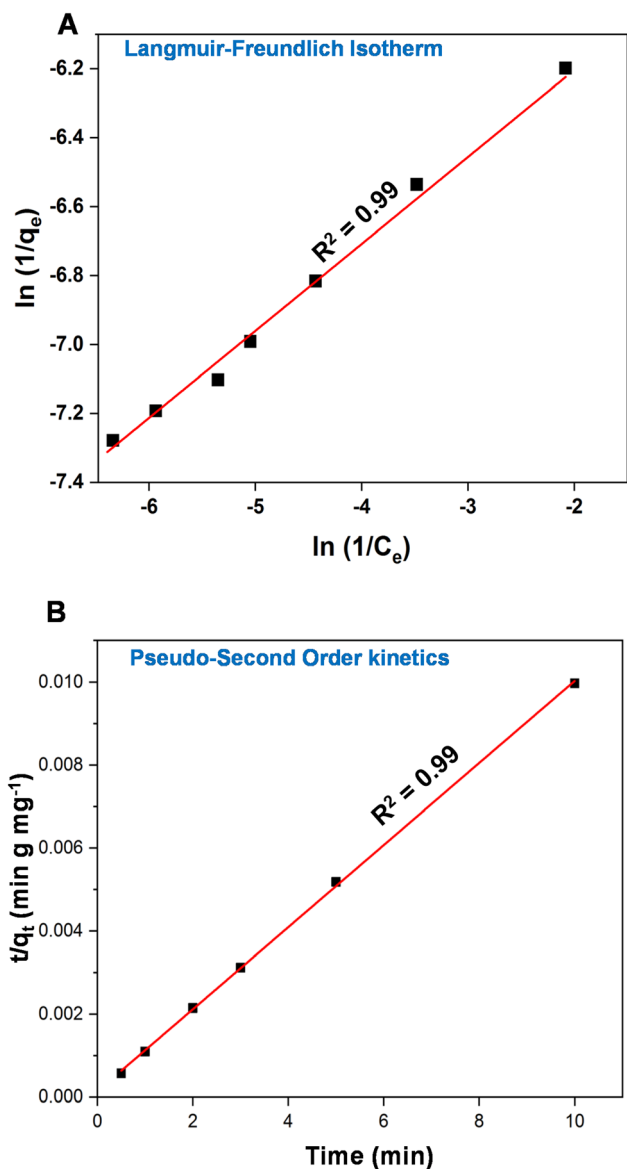 A
Langmuir-Freundlich Isotherm
-6.2
-6.4
-6.6
-6.8
-7.0
-7.2
-7.4
ln (1/qe)
R² = 0.99
-6 -5 -4 -3 -2
ln (1/Ce)
B
Pseudo-Second Order kinetics
0.010
0.008
0.006
0.004
0.002
0.000
t/qt (min g mg-1)
R² = 0.99
0 2 4 6 8 10
Time (min)